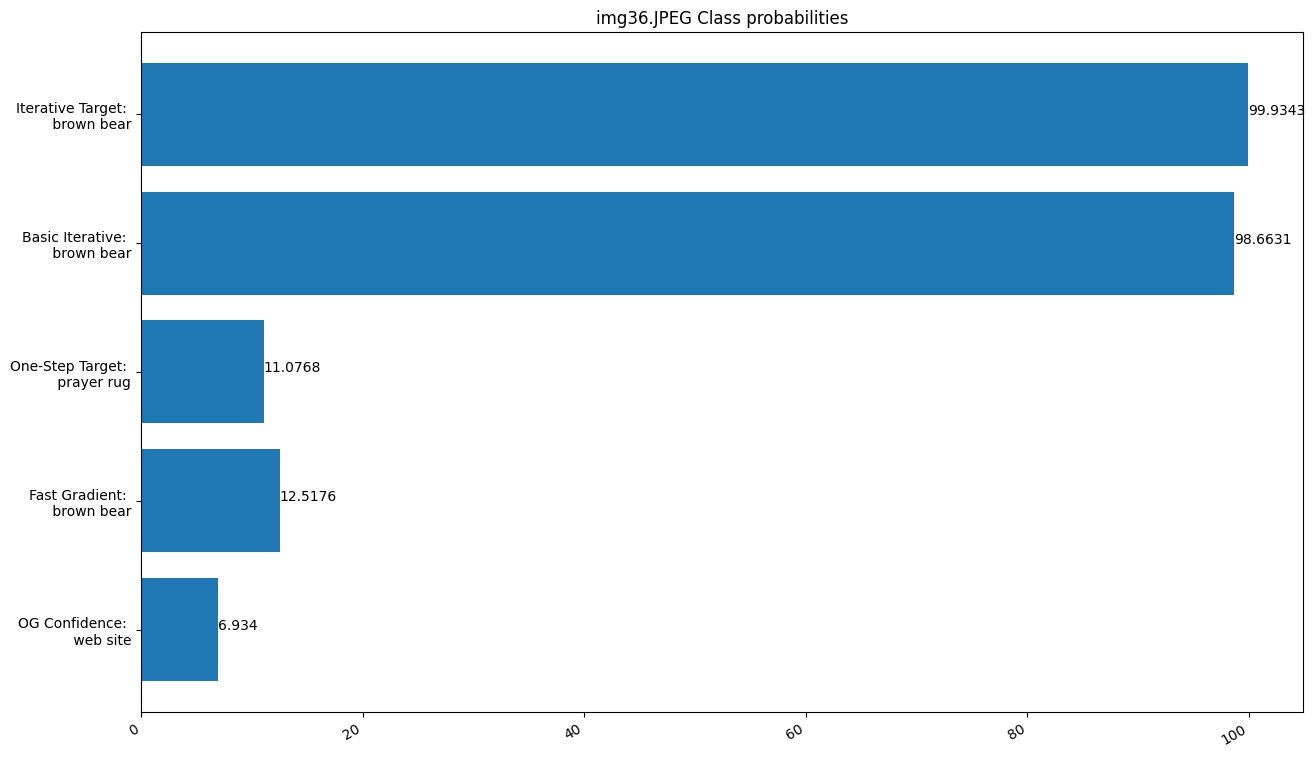 img36.JPEG Class probabilities
Iterative Target:
brown bear
99.9343
Basic Iterative:
brown bear
98.6631
One-Step Target:
prayer rug
11.0768
Fast Gradient:
brown bear
12.5176
OG Confidence:
web site
6.934
0
20
40
60
80
100